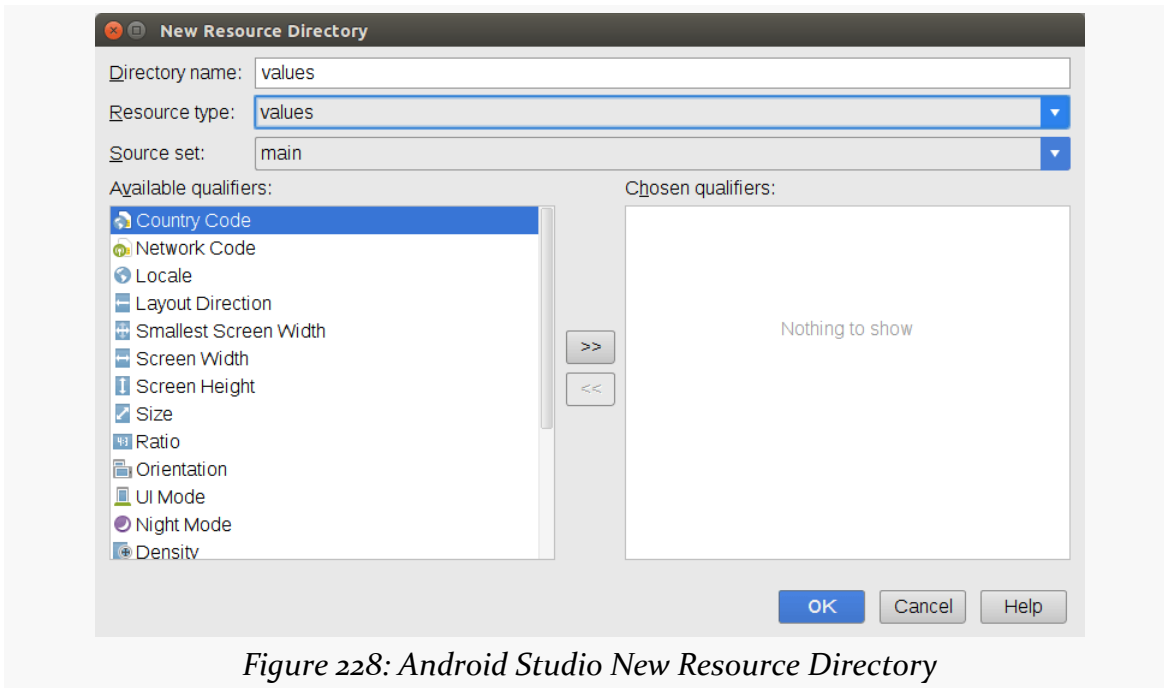 New Resource Directory
Directory name: values
Resource type: values
Source set: main
Available qualifiers:
Country Code
Network Code
Locale
Layout Direction
Smallest Screen Width
Screen Width
Screen Height
Size
Ratio
Orientation
UI Mode
Night Mode
Density
>>
<<
Chosen qualifiers:
Nothing to show
OK Cancel Help
Figure 228: Android Studio New Resource Directory